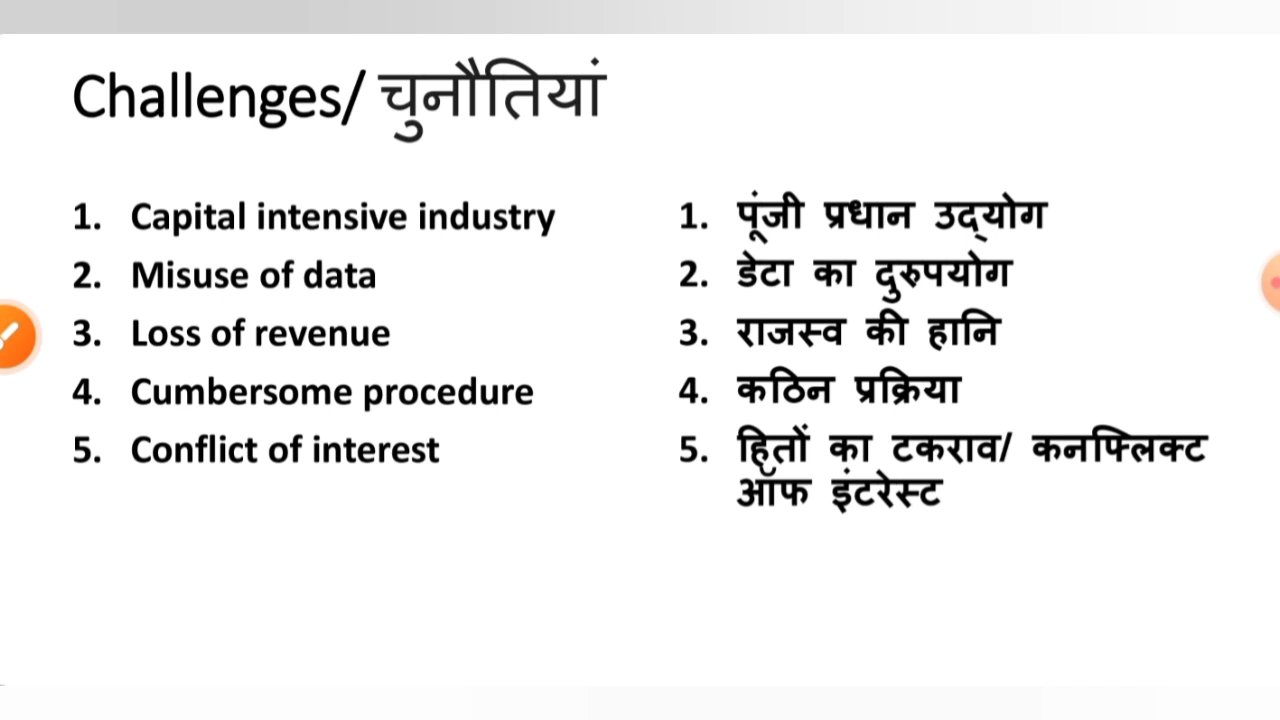 Challenges/ चुनौतियां
1. Capital intensive industry
2. Misuse of data
3. Loss of revenue
4. Cumbersome procedure
5. Conflict of interest
1. पूंजी प्रधान उद्योग
2. डेटा का दुरुपयोग
3. राजस्व की हानि
4. कठिन प्रक्रिया
5. हितों का टकराव/ कनफ्लिक्ट
ऑफ इंटरेस्ट